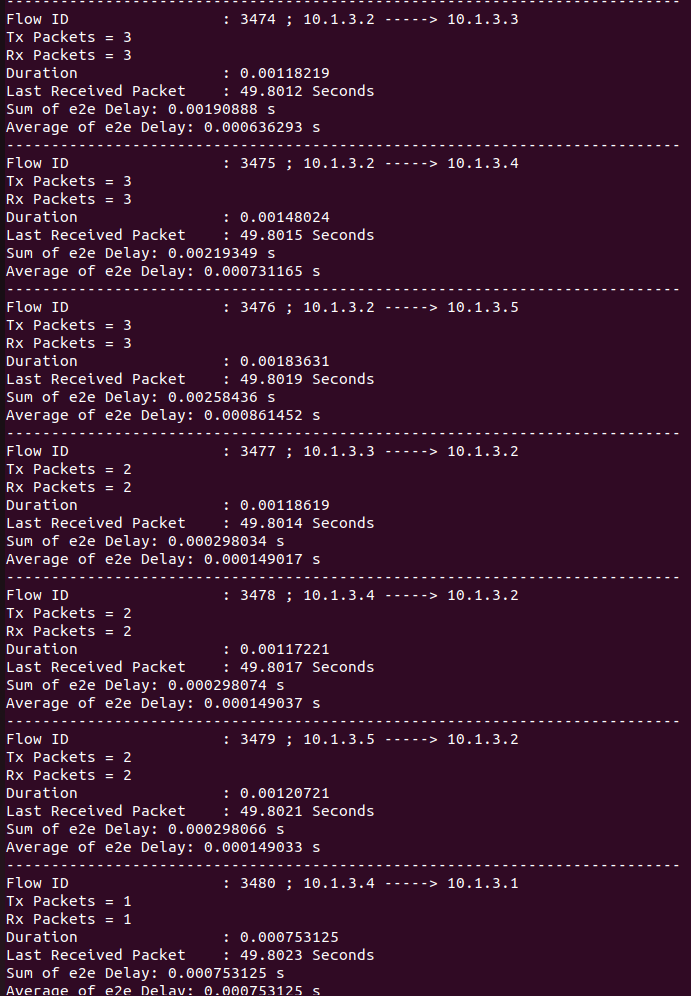 --------------------------------------------------------------------------
Flow ID                 : 3474 ; 10.1.3.2 -----> 10.1.3.3
Tx Packets = 3
Rx Packets = 3
Duration                : 0.00118219
Last Received Packet    : 49.8012 Seconds
Sum of e2e Delay: 0.00190888 s
Average of e2e Delay: 0.000636293 s
--------------------------------------------------------------------------
Flow ID                 : 3475 ; 10.1.3.2 -----> 10.1.3.4
Tx Packets = 3
Rx Packets = 3
Duration                : 0.00148024
Last Received Packet    : 49.8015 Seconds
Sum of e2e Delay: 0.00219349 s
Average of e2e Delay: 0.000731165 s
--------------------------------------------------------------------------
Flow ID                 : 3476 ; 10.1.3.2 -----> 10.1.3.5
Tx Packets = 3
Rx Packets = 3
Duration                : 0.00183631
Last Received Packet    : 49.8019 Seconds
Sum of e2e Delay: 0.00258436 s
Average of e2e Delay: 0.000861452 s
--------------------------------------------------------------------------
Flow ID                 : 3477 ; 10.1.3.3 -----> 10.1.3.2
Tx Packets = 2
Rx Packets = 2
Duration                : 0.00118619
Last Received Packet    : 49.8014 Seconds
Sum of e2e Delay: 0.000298034 s
Average of e2e Delay: 0.000149017 s
--------------------------------------------------------------------------
Flow ID                 : 3478 ; 10.1.3.4 -----> 10.1.3.2
Tx Packets = 2
Rx Packets = 2
Duration                : 0.00117221
Last Received Packet    : 49.8017 Seconds
Sum of e2e Delay: 0.000298074 s
Average of e2e Delay: 0.000149037 s
--------------------------------------------------------------------------
Flow ID                 : 3479 ; 10.1.3.5 -----> 10.1.3.2
Tx Packets = 2
Rx Packets = 2
Duration                : 0.00120721
Last Received Packet    : 49.8021 Seconds
Sum of e2e Delay: 0.000298066 s
Average of e2e Delay: 0.000149033 s
--------------------------------------------------------------------------
Flow ID                 : 3480 ; 10.1.3.4 -----> 10.1.3.1
Tx Packets = 1
Rx Packets = 1
Duration                : 0.000753125
Last Received Packet    : 49.8023 Seconds
Sum of e2e Delay: 0.000753125 s
Average of e2e Delay: 0.000753125 s